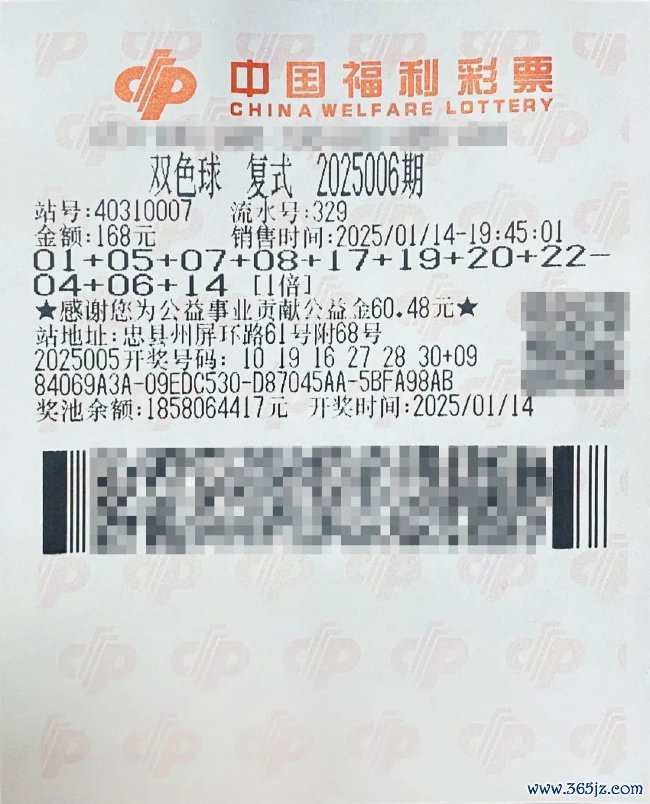 中国福利彩票
CHINA WELFARE LOTTERY
双色球 复式 2025006期
站号:40310007 流水号:329
金额:168元 销售时间:2025/01/14-19:45:01
01+05+07+08+17+19+20+22-
04+06+14 [1倍]
★感谢您为公益事业贡献公益金60.48元★
站地址:忠县州屏环路61号附68号
2025005开奖号码: 10 19 16 27 28 30+09
84069A3A-09EDC530-D87045AA-5BFA98AB
奖池余额:1858064417元 开奖时间:2025/01/14
www.365jz.com